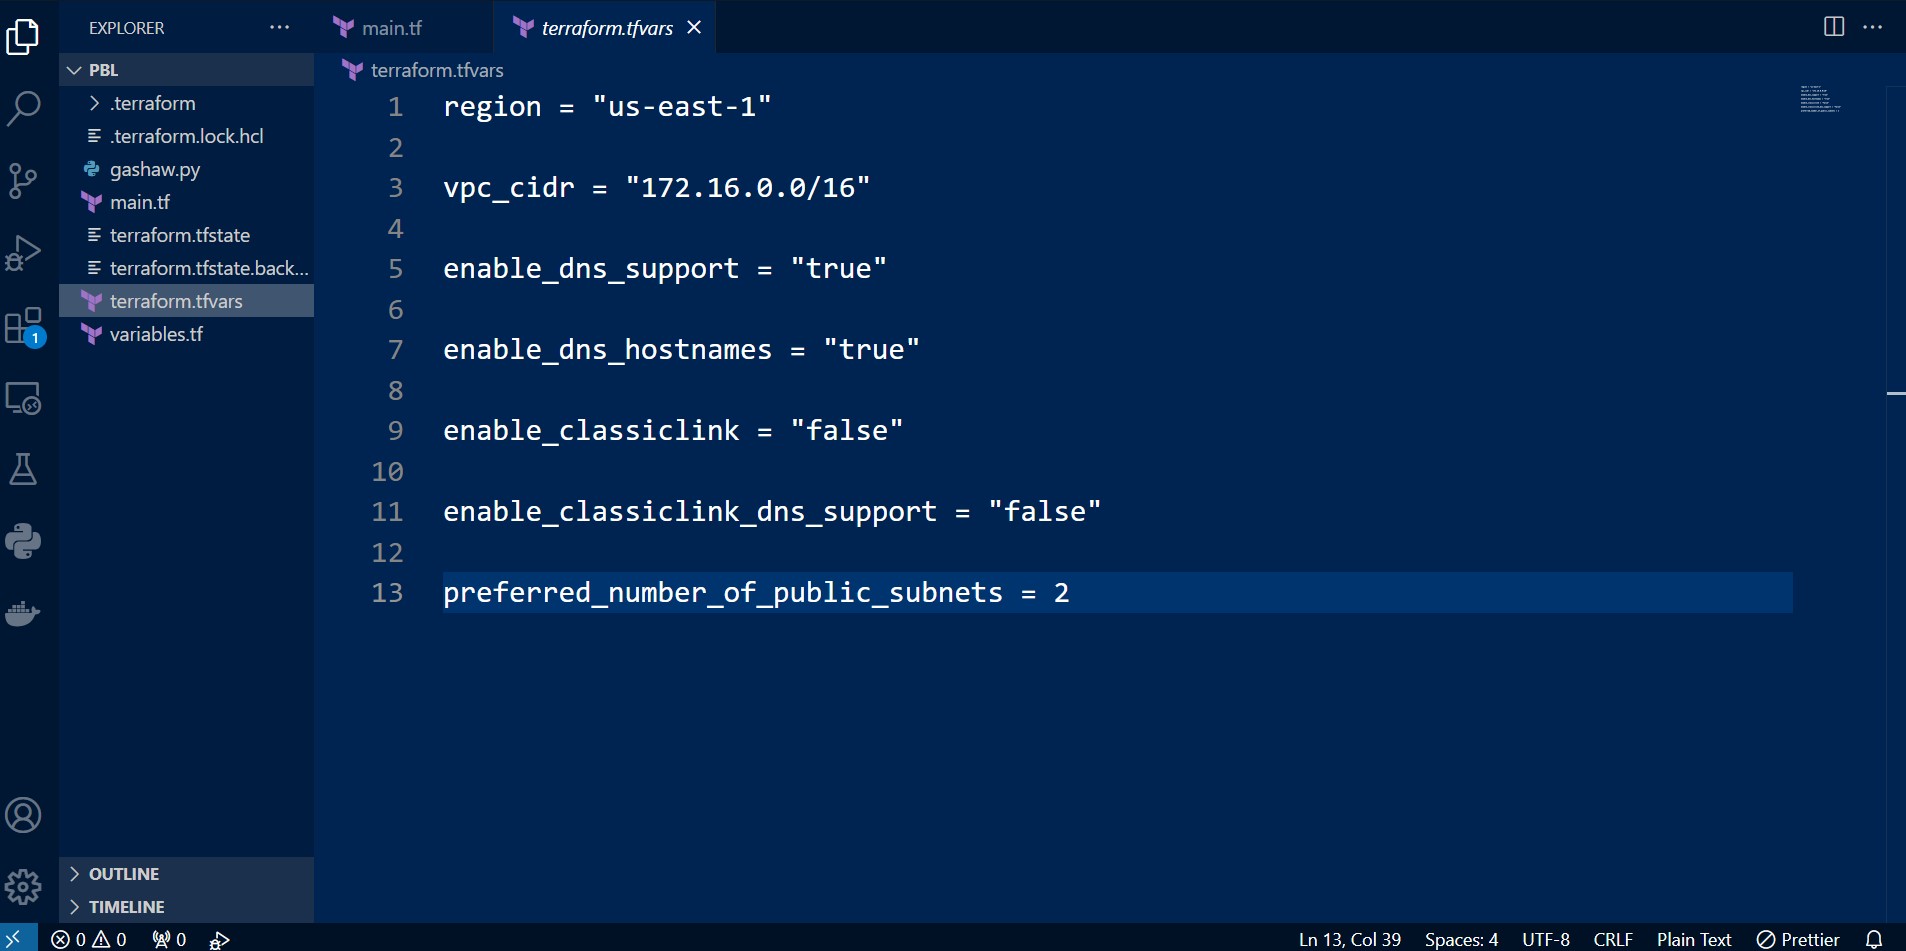 EXPLORER
main.tf
terraform.tfvars
PBL
terraform.tfvars
.terraform
.terraform.lock.hcl
gashaw.py
main.tf
terraform.tfstate
terraform.tfstate.back...
terraform.tfvars
variables.tf
1
1 region = "us-east-1"
2
3 vpc_cidr = "172.16.0.0/16"
4
5 enable_dns_support = "true"
6
7 enable_dns_hostnames = "true"
8
9 enable_classiclink = "false"
10
11 enable_classiclink_dns_support = "false"
12
13 preferred_number_of_public_subnets = 2
OUTLINE
TIMELINE
0 0 0 Ln 13, Col 39 Spaces: 4 UTF-8 CRLF Plain Text Prettier